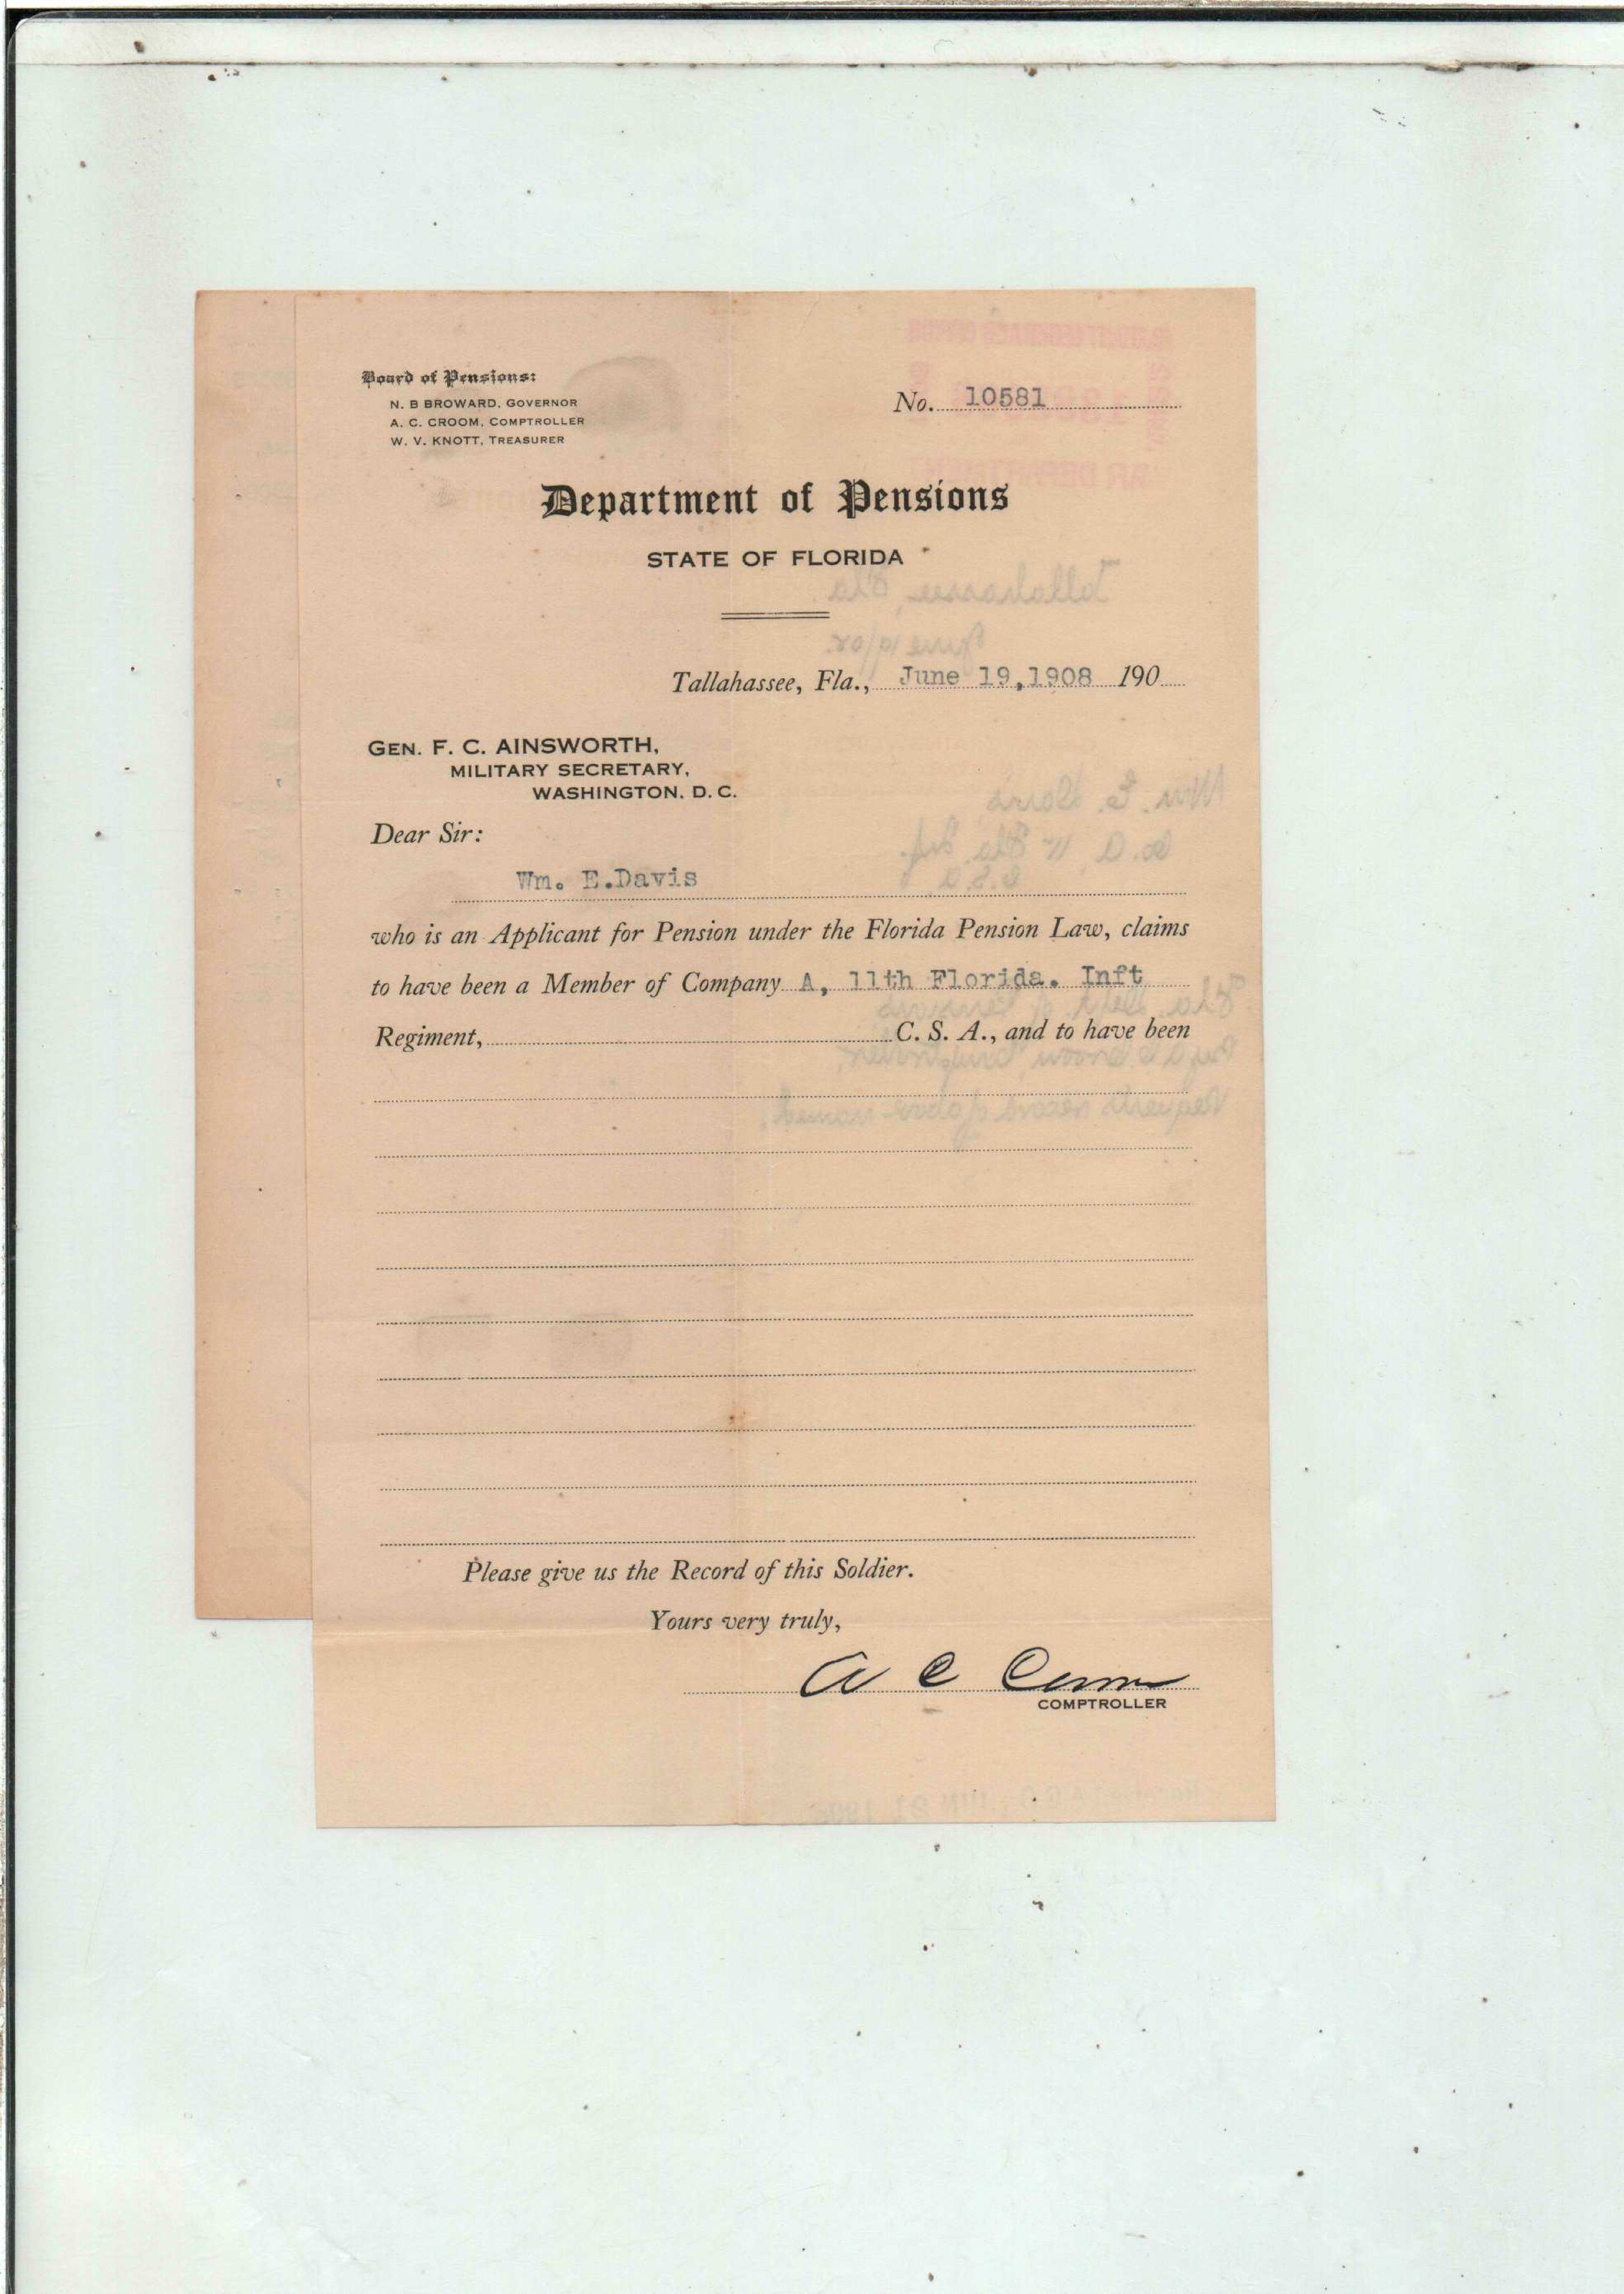 Board of Pensions:
N. B BROWARD, GOVERNOR
A. C. CROOM, COMPTROLLER
W. V. KNOTT, TREASURER
No. 10581
Department of Pensions
STATE OF FLORIDA
Tallahassee, Fla., June 19,1908 190
GEN. F. C. AINSWORTH,
MILITARY SECRETARY,
WASHINGTON, D. C.
Dear Sir:
Wm. E.Davis
who is an Applicant for Pension under the Florida Pension Law, claims
to have been a Member of Company A, 11th Florida. Inft
Regiment, C. S. A., and to have been
Please give us the Record of this Soldier.
Yours very truly,
A C Croom
COMPTROLLER